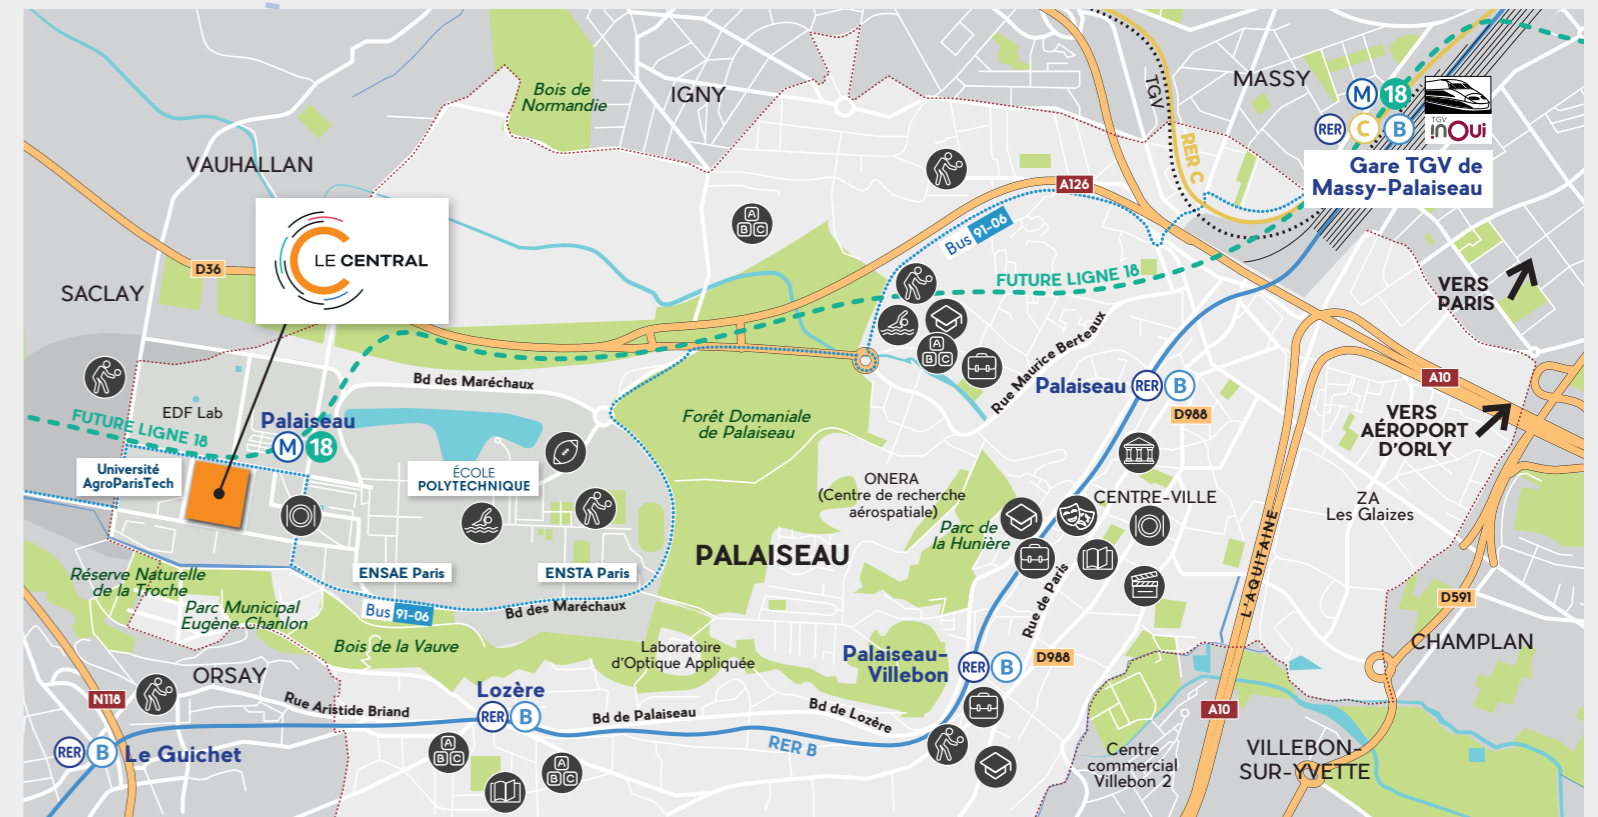 Bois de
Normandie
IGNY
TGV
MASSY
M 18
RER C B
TGV
inOui
Gare TGV de
Massy-Palaiseau
RER C
VAUHALLAN
A126
Bus 91-06
A
B C
LE CENTRAL
D36
SACLAY
FUTURE LIGNE 18
VERS
PARIS
A
B C
Rue Maurice Berteaux
Bd des Maréchaux
Palaiseau RER B
A10
D988
EDF Lab
FUTURE LIGNE 18
Palaiseau
M 18
Forêt Domaniale
de Palaiseau
VERS
AÉROPORT
D'ORLY
Université
AgroParisTech
ÉCOLE
POLYTECHNIQUE
ONERA
(Centre de recherche
aérospatiale)
CENTRE-VILLE
ZA
Les Glaizes
Parc de
la Hunière
L'AQUITAINE
PALAISEAU
ENSAE Paris
ENSTA Paris
Réserve Naturelle
de la Troche
Parc Municipal
Eugène Chanlon
Bus 91-06
Bd des Maréchaux
Rue de Paris
D591
CHAMPLAN
Bois de la Vauve
Laboratoire
d'Optique Appliquée
Palaiseau-
Villebon
RER B
D988
ORSAY
N118
Rue Aristide Briand
Lozère
RER B
Bd de Palaiseau
Bd de Lozère
A10
RER B
RER B Le Guichet
A
B C
A
B C
Centre
commercial
Villebon 2
VILLEBON-
SUR-YVETTE